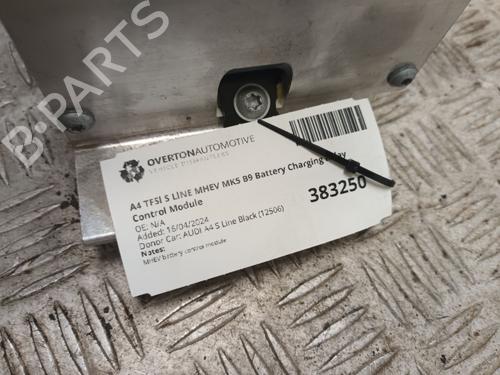 B-PARTS
OVERTONAUTOMOTIVE
VEHICLE DISMANTLERS
A4 TFSI S LINE MHEV MK5 B9 Battery Charging Relay
Control Module
OE: N/A
Added: 16/04/2024
Donor Car: AUDI A4 S Line Black (12506)
Notes:
MHEV battery control module
383250